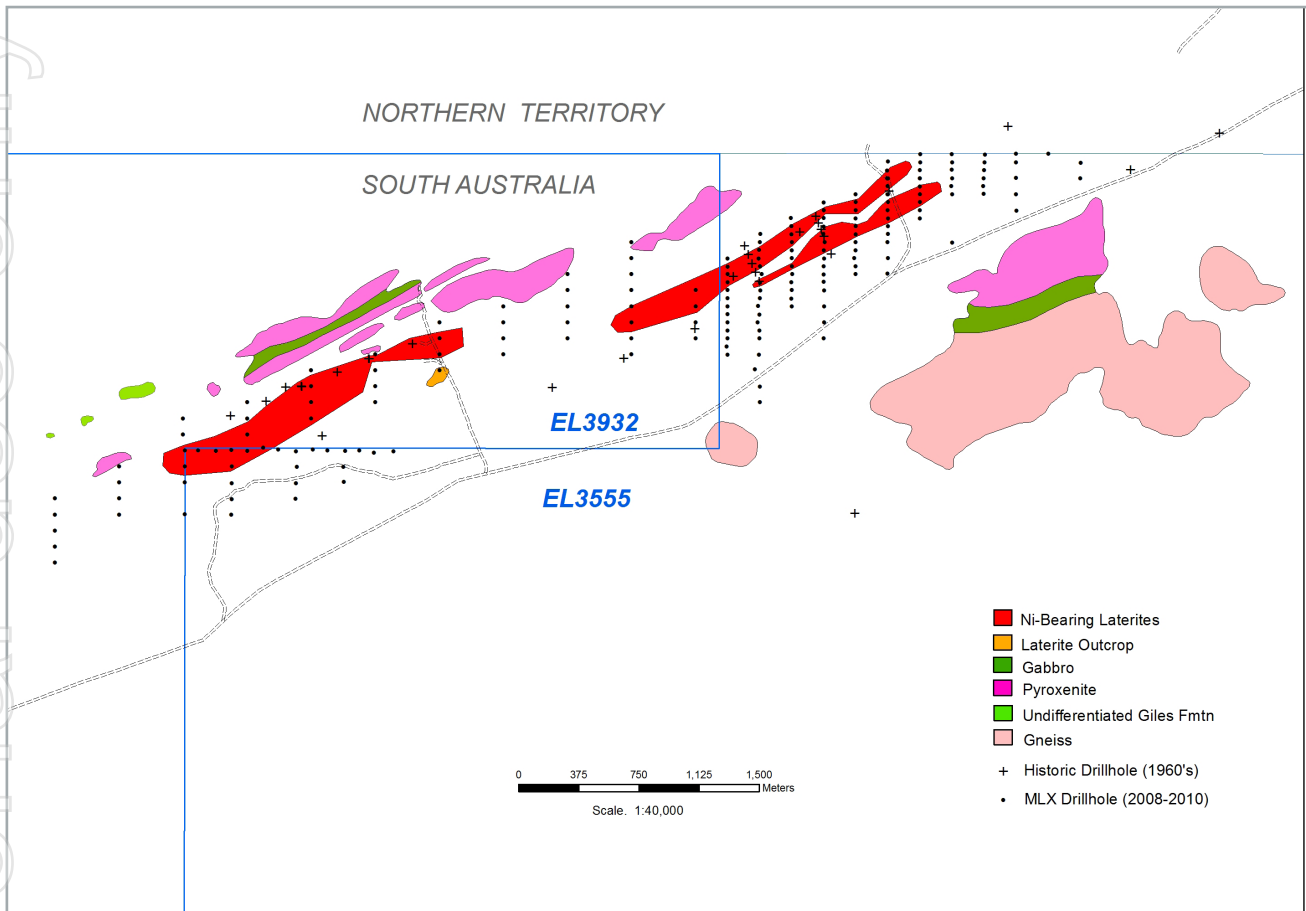 NORTHERN TERRITORY
SOUTH AUSTRALIA
EL3932
EL3555
Ni-Bearing Laterites
Laterite Outcrop
Gabbro
Pyroxenite
Undifferentiated Giles Fmtn
Gneiss
Historic Drillhole (1960's)
MLX Drillhole (2008-2010)
0 375 750 1,125 1,500
Meters
Scale. 1:40,000